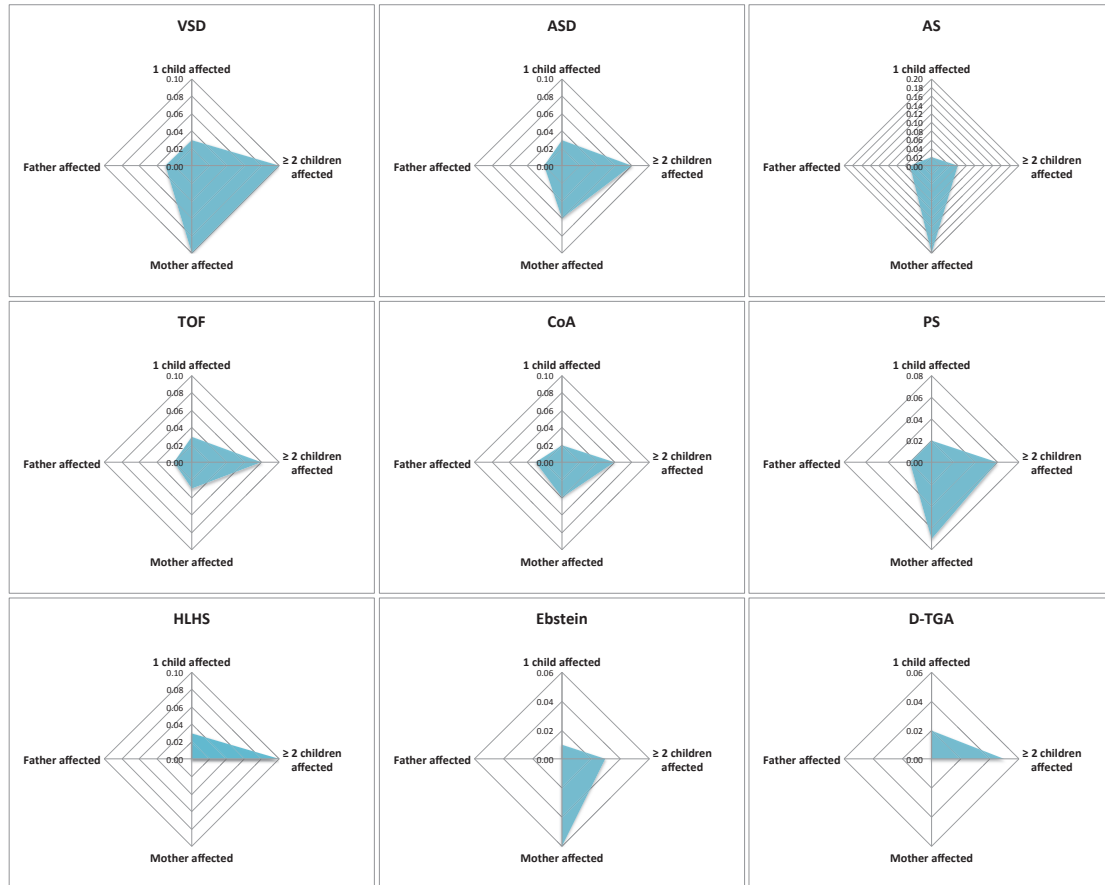 VSD
1 child affected
0.10
0.08
0.06
0.04
0.02
0.00
Father affected
≥ 2 children
affected
Mother affected
ASD
1 child affected
0.10
0.08
0.06
0.04
0.02
0.00
Father affected
≥ 2 children
affected
Mother affected
AS
1 child affected
0.20
0.18
0.16
0.14
0.12
0.10
0.08
0.06
0.04
0.02
0.00
Father affected
≥ 2 children
affected
Mother affected
TOF
1 child affected
0.10
0.08
0.06
0.04
0.02
0.00
Father affected
≥ 2 children
affected
Mother affected
CoA
1 child affected
0.10
0.08
0.06
0.04
0.02
0.00
Father affected
≥ 2 children
affected
Mother affected
PS
1 child affected
0.08
0.06
0.04
0.02
0.00
Father affected
≥ 2 children
affected
Mother affected
HLHS
1 child affected
0.10
0.08
0.06
0.04
0.02
0.00
Father affected
≥ 2 children
affected
Mother affected
Ebstein
1 child affected
0.06
0.04
0.02
0.00
Father affected
≥ 2 children
affected
Mother affected
D-TGA
1 child affected
0.06
0.04
0.02
0.00
Father affected
≥ 2 children
affected
Mother affected